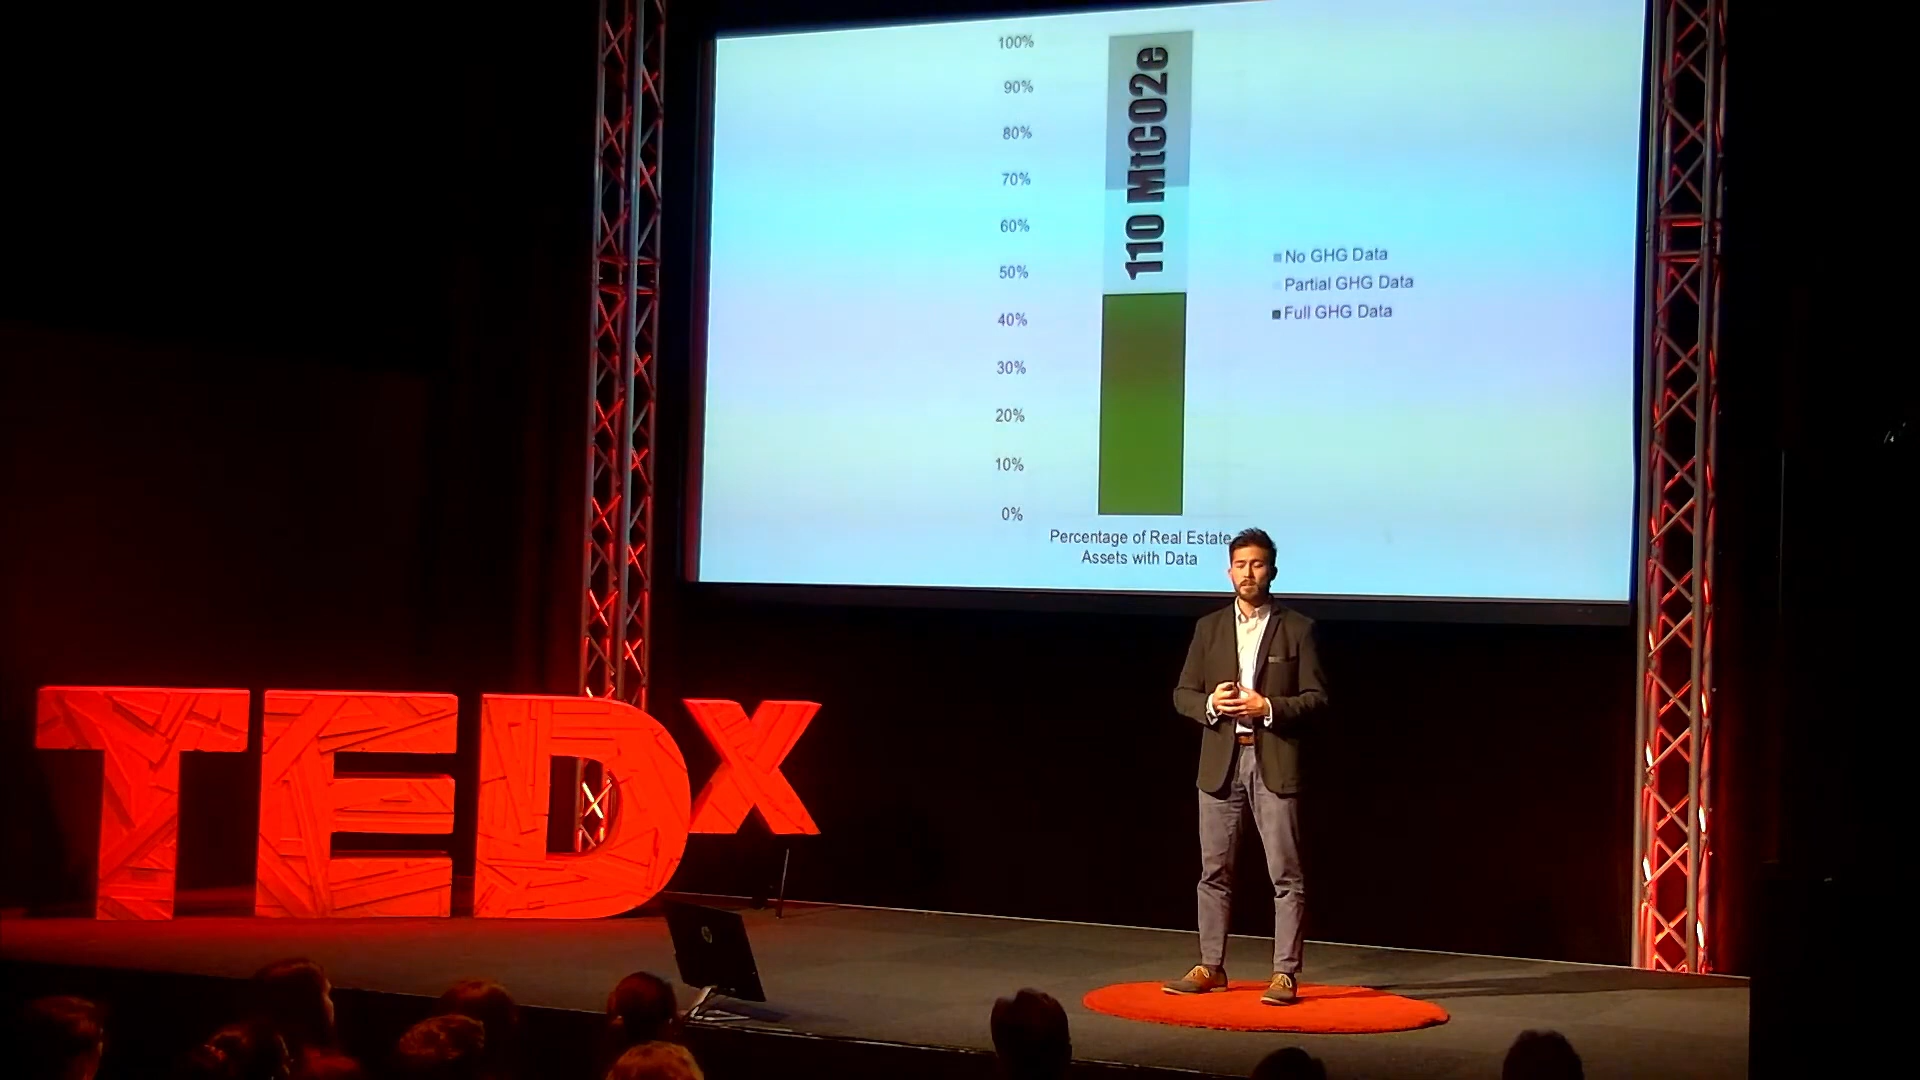 100%
90%
80%
70%
60%
50%
40%
30%
20%
10%
0%
110 MtCO2e
No GHG Data
Partial GHG Data
Full GHG Data
Percentage of Real Estate
Assets with Data
TEDx